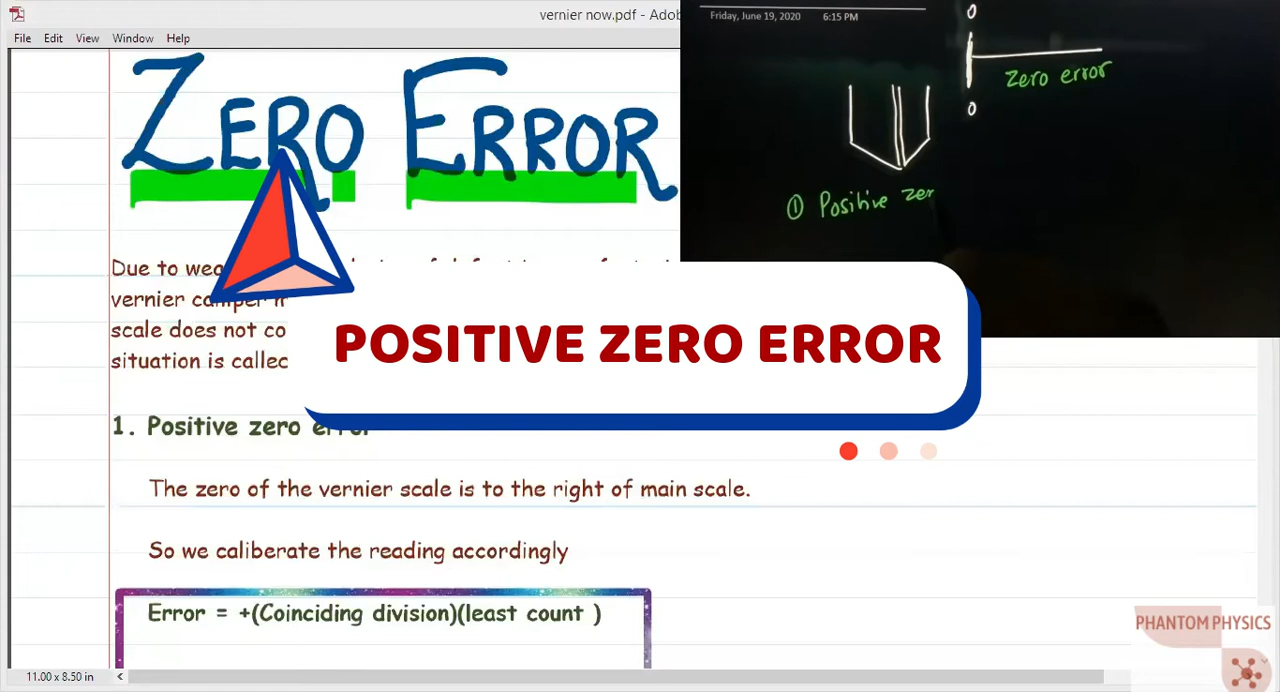 vernier now.pdf - Ado
File Edit View Window Help
Friday, June 19, 2020 6:15 PM
0
Zero error
0
① Positive zer
ZERO ERROR
Due to
vernier
scale does not co
situation is callec
POSITIVE ZERO ERROR
1. Positive zero error
The zero of the vernier scale is to the right of main scale.
So we caliberate the reading accordingly
Error = +(Coinciding division)(least count )
PHANTOM PHYSICS
11.00 x 8.50 in